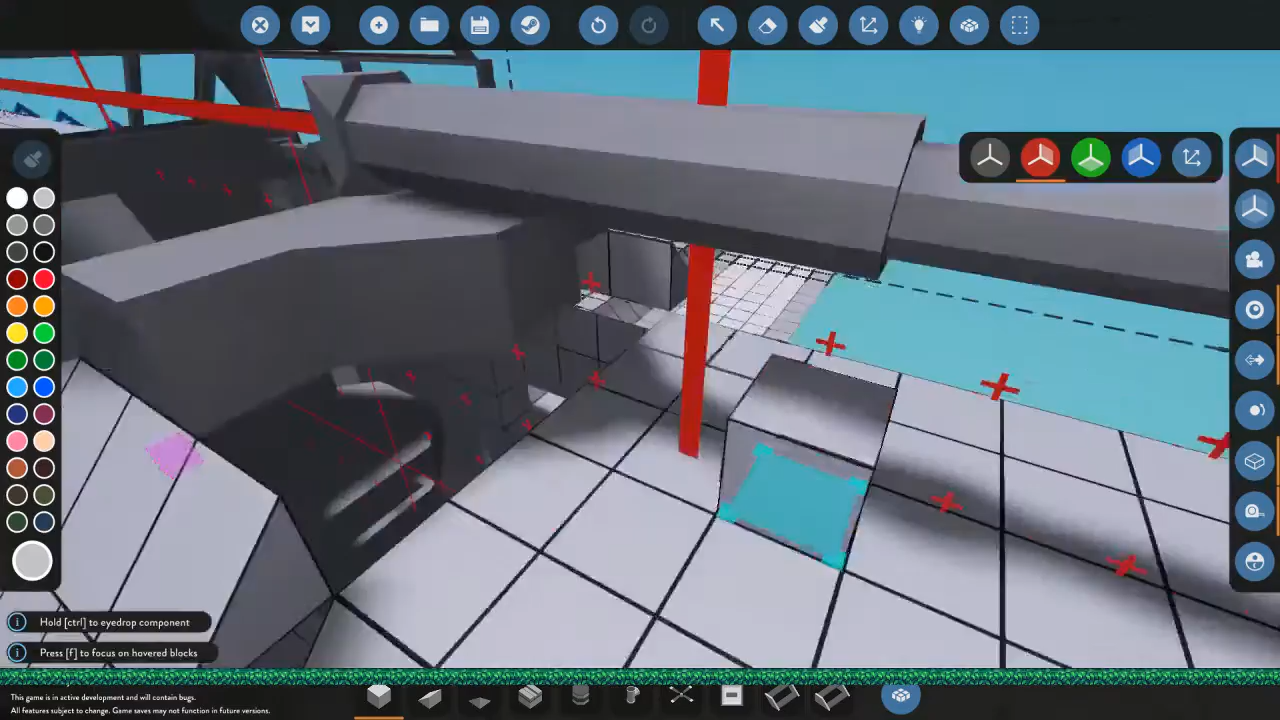 Hold [ctrl] to eyedrop component
Press [f] to focus on hovered blocks
This game is in active development and will contain bugs.
All features subject to change. Game saves may not function in future versions.